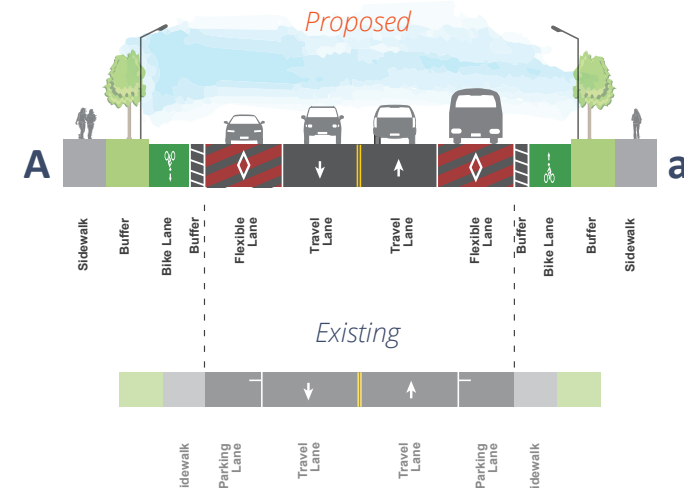 Proposed
A
a
Sidewalk
Buffer
Bike Lane
Buffer
Flexible
Lane
Travel
Lane
Travel
Lane
Flexible
Lane
Buffer
Bike Lane
Buffer
Sidewalk
Existing
idewalk
Parking
Lane
Travel
Lane
Travel
Lane
Parking
Lane
idewalk